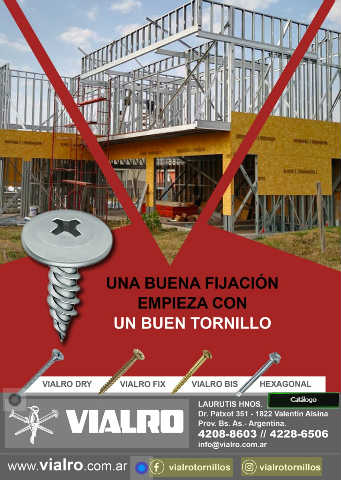 UNA BUENA FIJACIÓN
EMPIEZA CON
UN BUEN TORNILLO
VIALRO DRY VIALRO FIX VIALRO BIS HEXAGONAL
VIALRO
LAURUTIS HNOS.
Catálogo
Dr. Patxot 351 - 1822 Valentín Alsina
Prov. Bs. As.- Argentina.
4208-8603 // 4228-6506
info@vialro.com.ar
www.vialro.com.ar vialrotornillos vialrotornillos